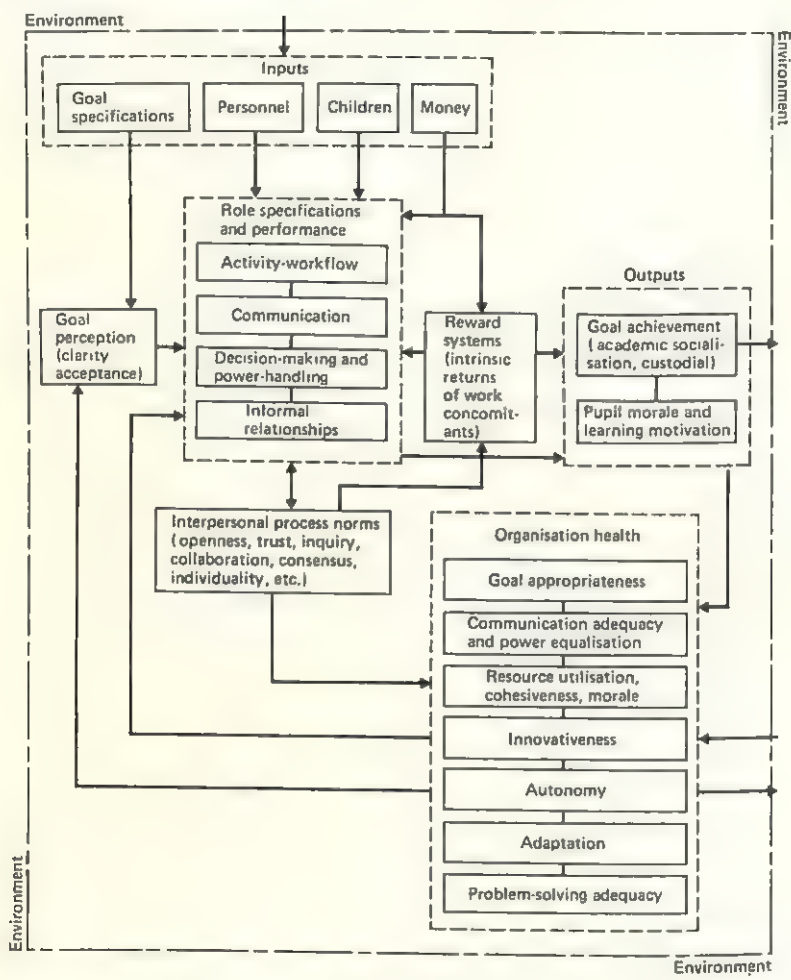 Environment
Environment
Inputs
Goal
specifications
Personnel
Children
Money
Role specifications
and performance
Activity-workflow
Communication
Decision-making and
power-handling
Informal
relationships
Goal
perception
(clarity
acceptance)
Reward
systems
(intrinsic
returns
of work
concomit-
ants)
Outputs
Goal achievement
(academic sociali-
sation, custodial)
Pupil morale and
learning motivation
Interpersonal process norms
(openness, trust, inquiry,
collaboration, consensus,
individuality, etc.)
Organisation health
Goal appropriateness
Communication adequacy
and power equalisation
Resource utilisation,
cohesiveness, morale
Innovativeness
Autonomy
Adaptation
Problem-solving adequacy
Environment
Environment